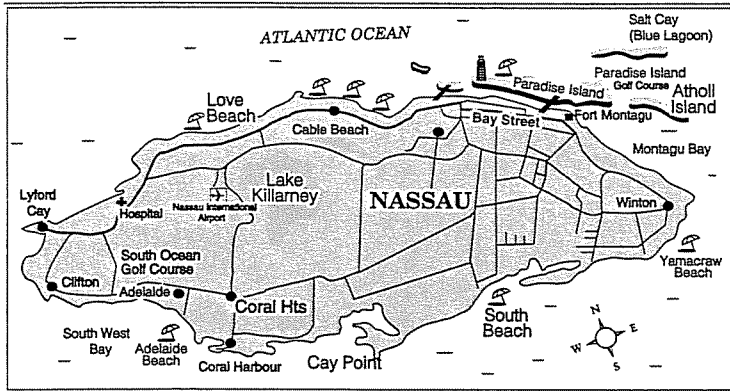 Salt Cay
(Blue Lagoon)
ATLANTIC OCEAN
Paradise Island
Golf Course
Paradise Island
Atholl
Island
Love
Beach
Cable Beach
Bay Street
Fort Montagu
Montagu Bay
Lake
Killarney
NASSAU
Lyford
Cay
Hospital
Nassau International
Airport
Winton
South Ocean
Golf Course
Yamacraw
Beach
Clifton
Adelaide
Coral Hts
South
Beach
South West
Bay
Adelaide
Beach
Coral Harbour
Cay Point
N
E
W
S